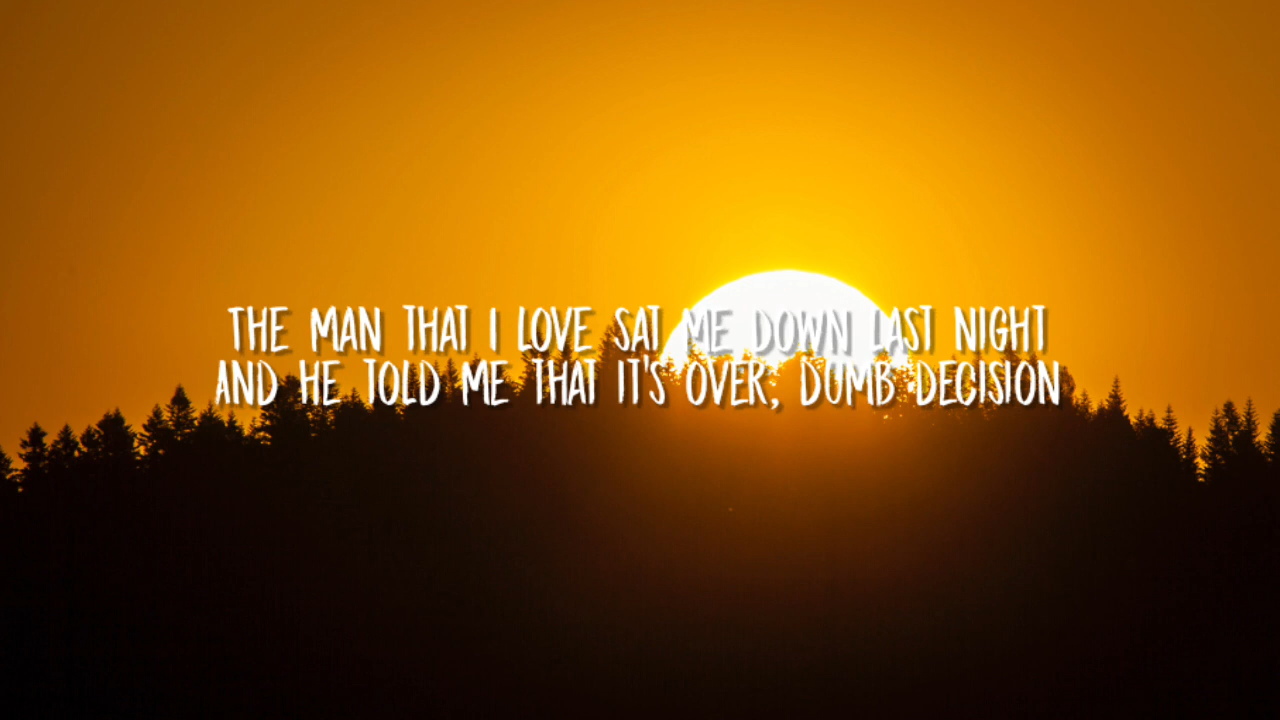 THE MAN THAT I LOVE SAT ME DOWN LAST NIGHT
AND HE TOLD ME THAT IT'S OVER, DUMB DECISION